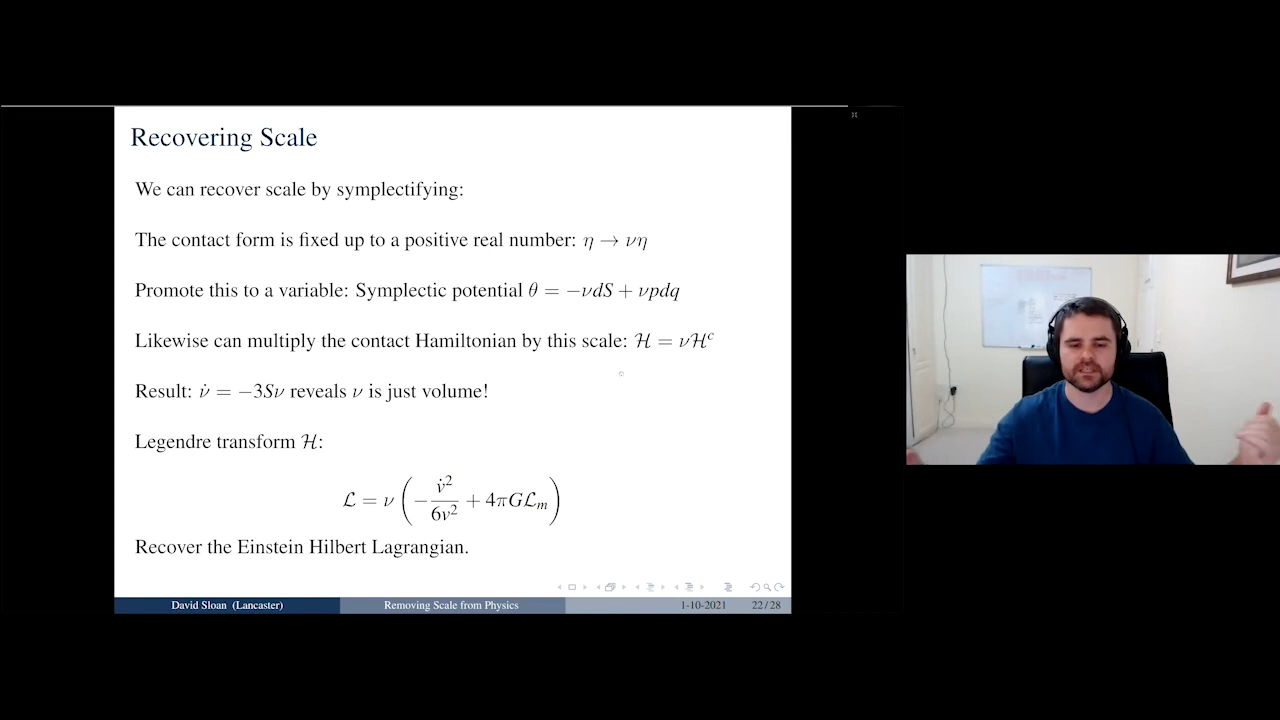 Recovering Scale
We can recover scale by symplectifying:
The contact form is fixed up to a positive real number: η → νη
Promote this to a variable: Symplectic potential θ = −νdS + νpdq
Likewise can multiply the contact Hamiltonian by this scale: ℋ = νℋᶜ
Result: ν̇ = −3Sν reveals ν is just volume!
Legendre transform ℋ:
ℒ = ν ( − v̇²/6v² + 4πGℒₘ )
Recover the Einstein Hilbert Lagrangian.
David Sloan (Lancaster) Removing Scale from Physics 1-10-2021 22 / 28